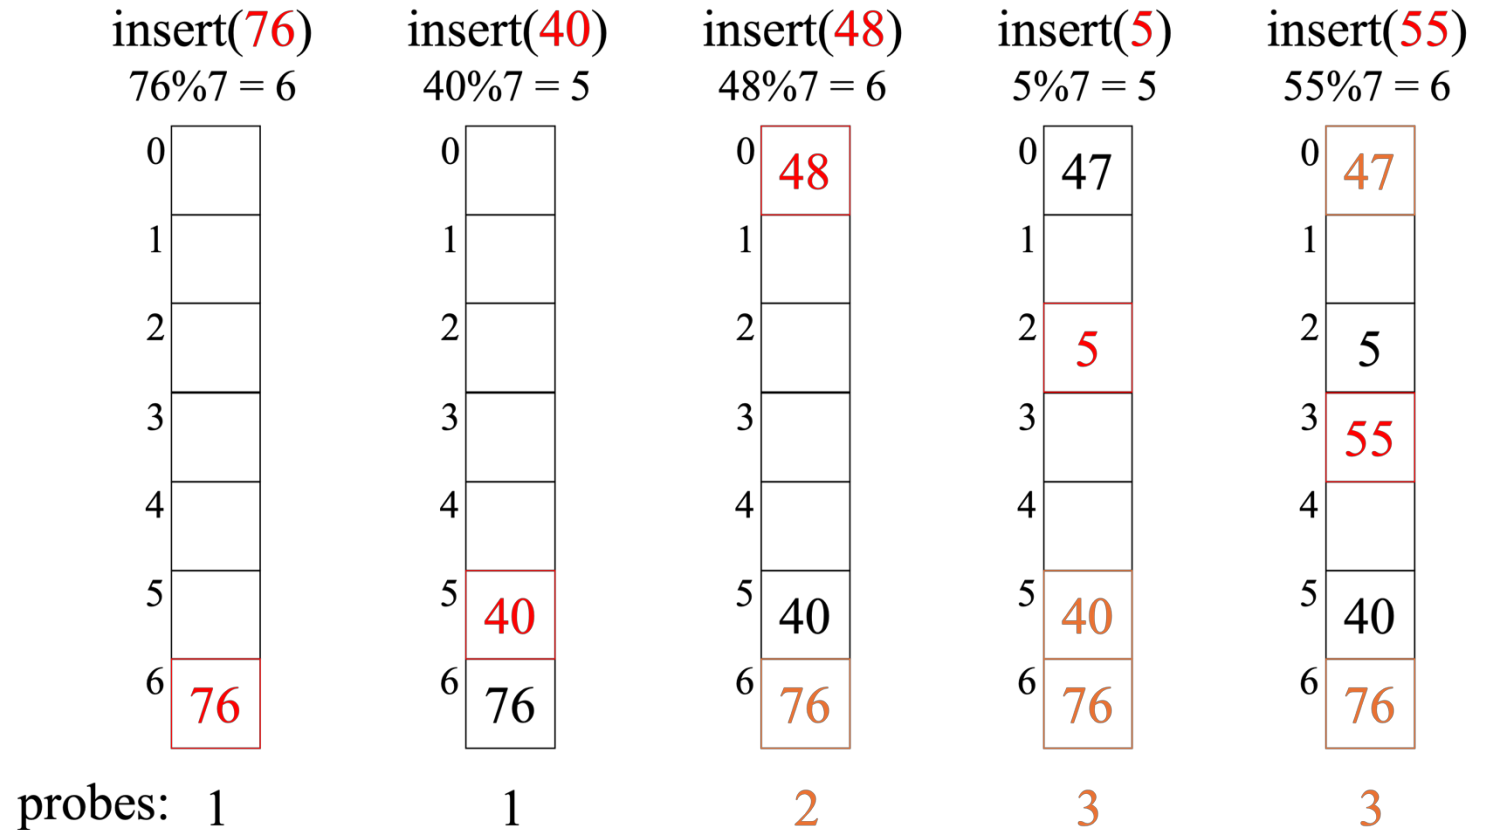 insert(76) insert(40) insert(48) insert(5) insert(55)
76%7 = 6 40%7 = 5 48%7 = 6 5%7 = 5 55%7 = 6
0 0 0 48 0 47 0 47
1 1 1 1 1
2 2 2 2 5 2 5
3 3 3 3 3 55
4 4 4 4 4
5 5 40 5 40 5 40 5 40
6 76 6 76 6 76 6 76 6 76
probes: 1 1 2 3 3